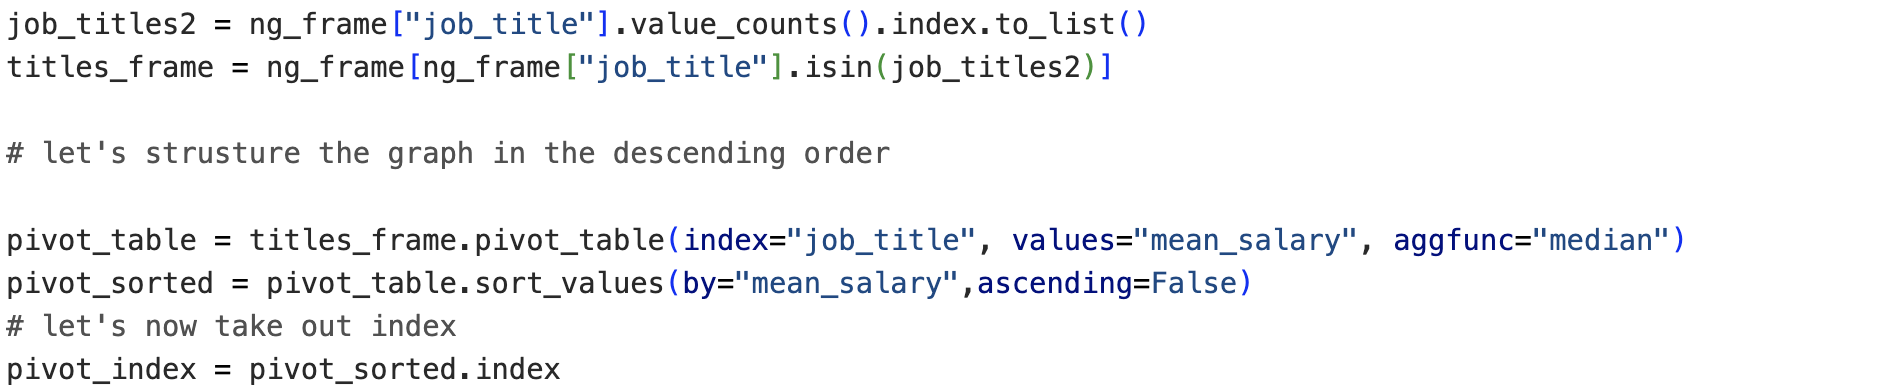 job_titles2 = ng_frame["job_title"].value_counts().index.to_list()
titles_frame = ng_frame[ng_frame["job_title"].isin(job_titles2)]
# let's strusture the graph in the descending order
pivot_table = titles_frame.pivot_table(index="job_title", values="mean_salary", aggfunc="median")
pivot_sorted = pivot_table.sort_values(by="mean_salary",ascending=False)
# let's now take out index
pivot_index = pivot_sorted.index